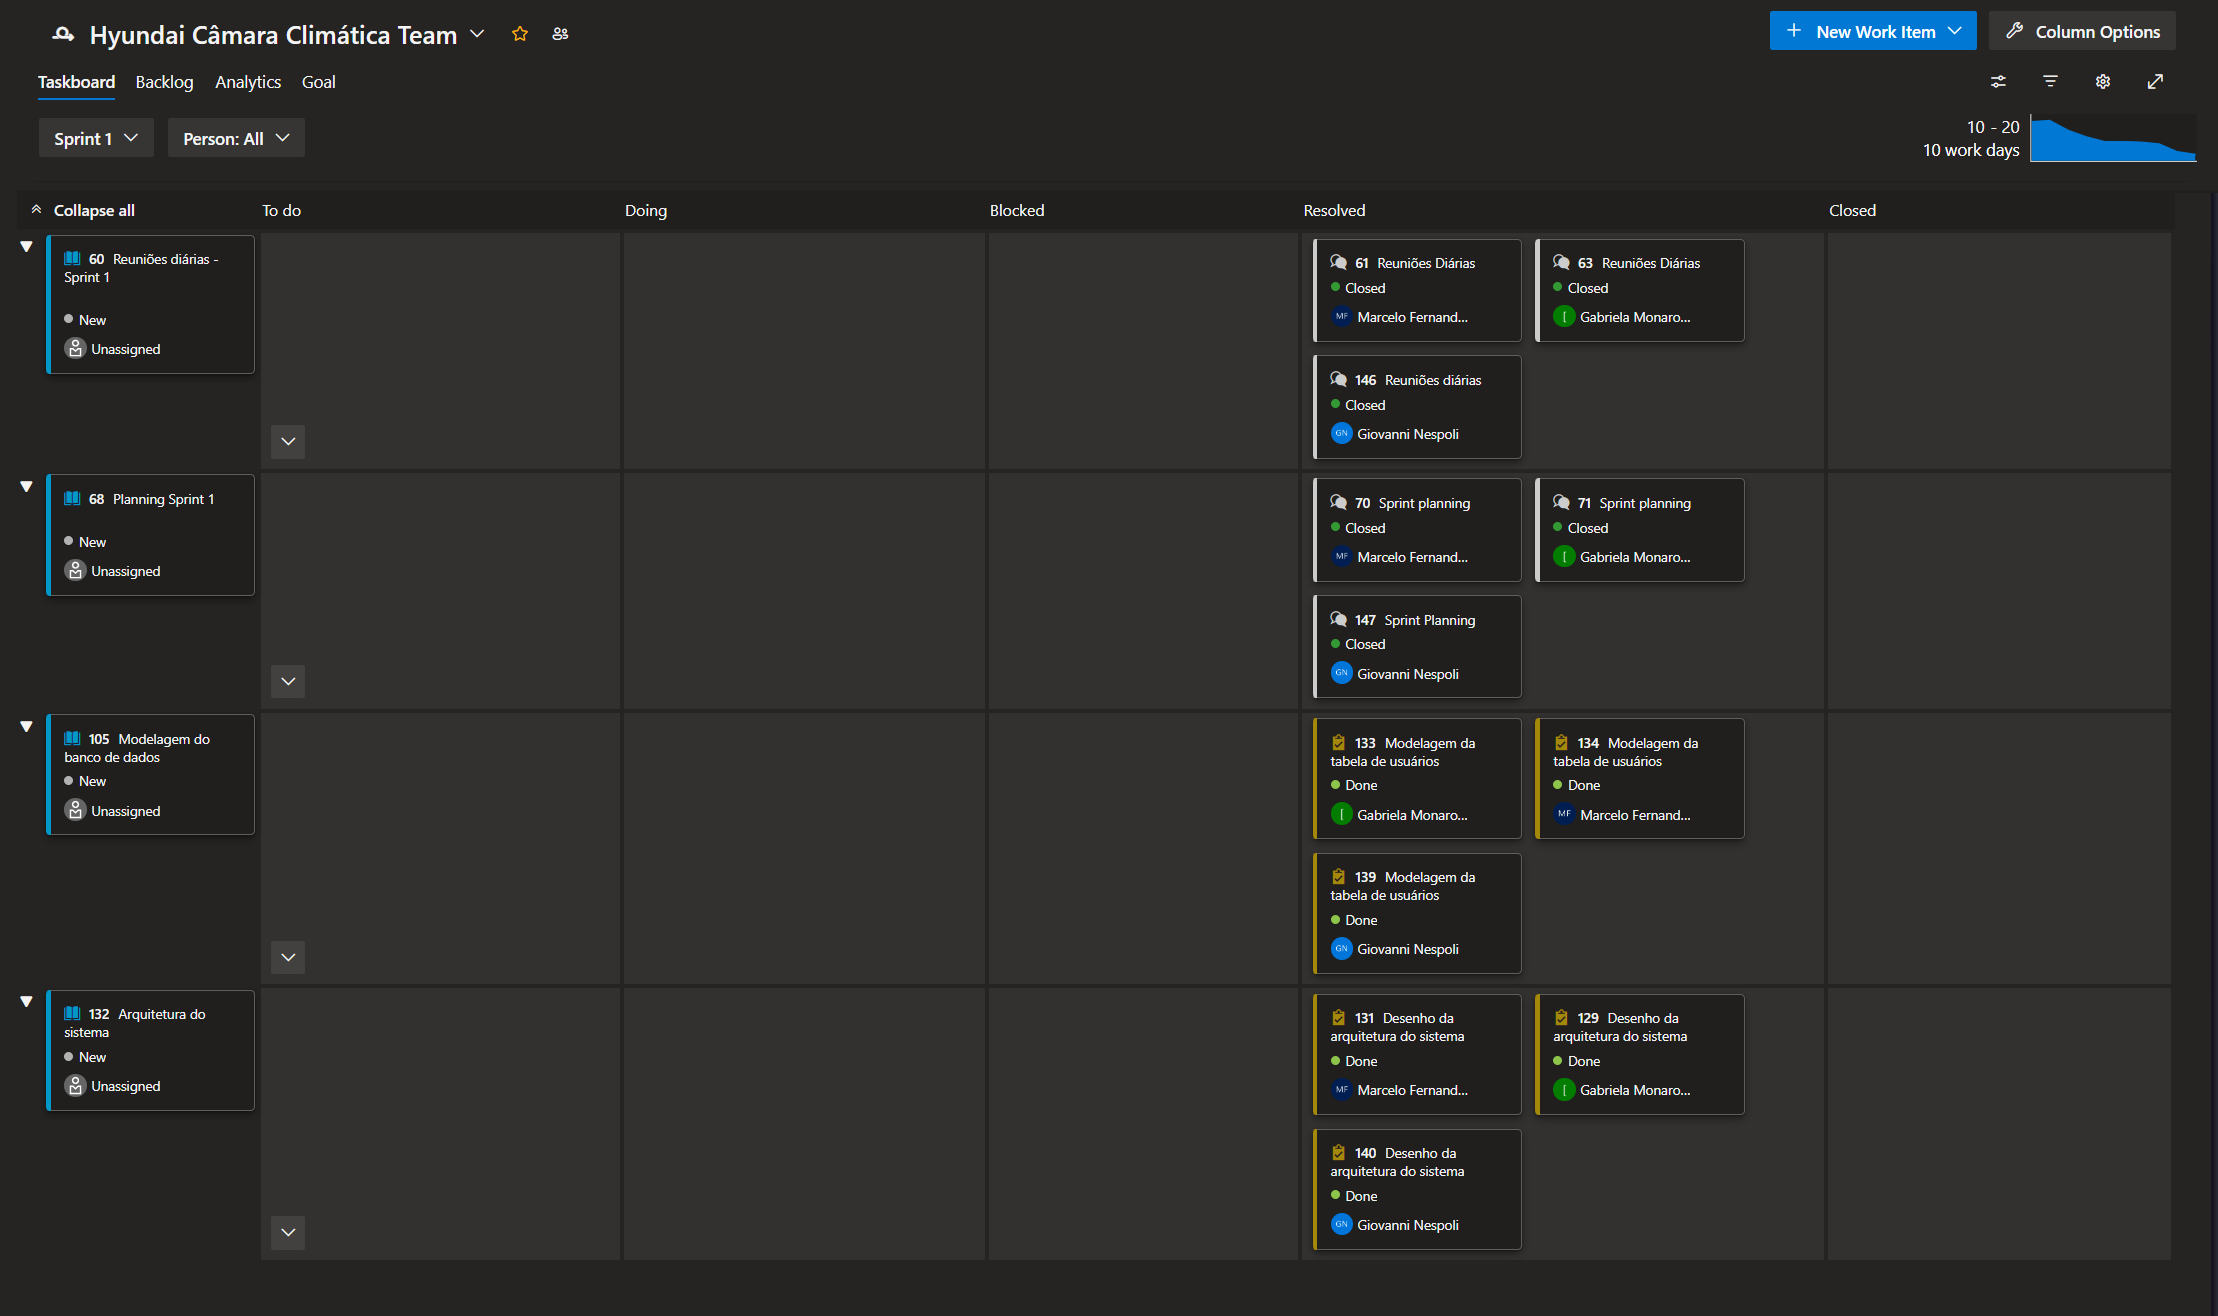 Hyundai Câmara Climática Team
New Work Item
Column Options
Taskboard
Backlog
Analytics
Goal
Sprint 1
Person: All
10 - 20
10 work days
Collapse all
To do
Doing
Blocked
Resolved
Closed
60 Reuniões diárias -
Sprint 1
New
Unassigned
61 Reuniões Diárias
Closed
MF Marcelo Fernand...
63 Reuniões Diárias
Closed
[ Gabriela Monaro...
146 Reuniões diárias
Closed
GN Giovanni Nespoli
68 Planning Sprint 1
New
Unassigned
70 Sprint planning
Closed
MF Marcelo Fernand...
71 Sprint planning
Closed
[ Gabriela Monaro...
147 Sprint Planning
Closed
GN Giovanni Nespoli
105 Modelagem do
banco de dados
New
Unassigned
133 Modelagem da
tabela de usuários
Done
[ Gabriela Monaro...
134 Modelagem da
tabela de usuários
Done
MF Marcelo Fernand...
139 Modelagem da
tabela de usuários
Done
GN Giovanni Nespoli
132 Arquitetura do
sistema
New
Unassigned
131 Desenho da
arquitetura do sistema
Done
MF Marcelo Fernand...
129 Desenho da
arquitetura do sistema
Done
[ Gabriela Monaro...
140 Desenho da
arquitetura do sistema
Done
GN Giovanni Nespoli